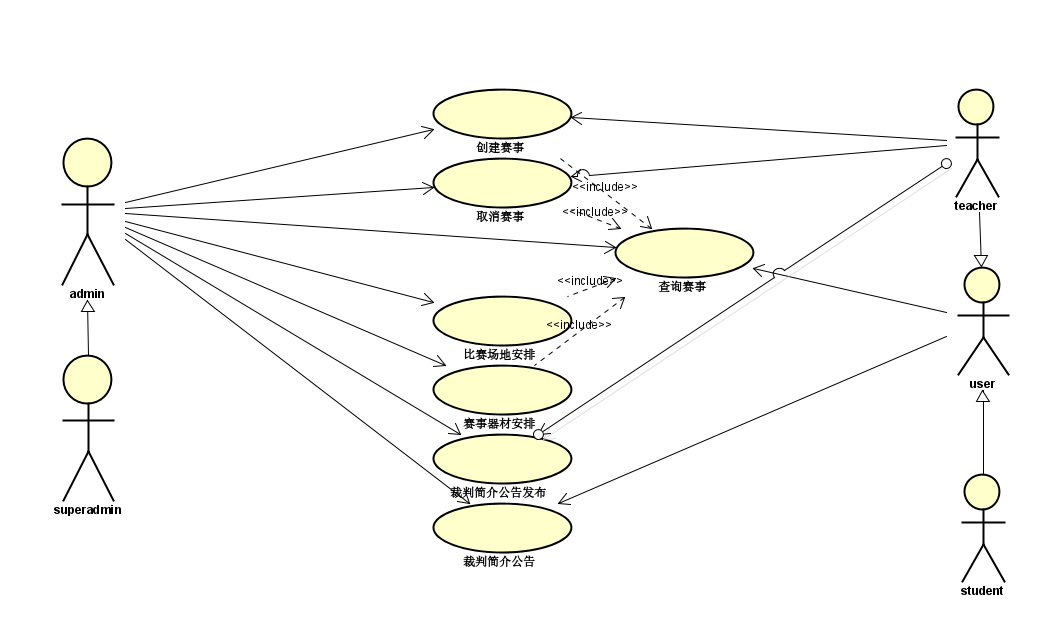 创建赛事
<<include>>
teacher
<<include>>
取消赛事
查询赛事
admin
<<include>>
<<include>>
比赛场地安排
user
赛事器材安排
裁判简介公告发布
superadmin
裁判简介公告
student